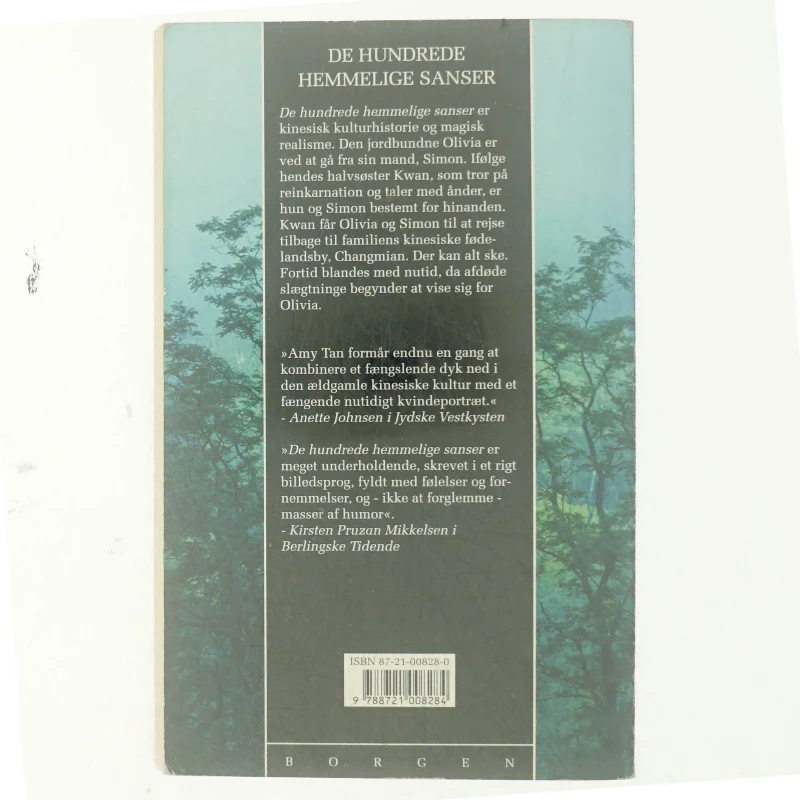 DE HUNDREDE
HEMMELIGE SANSER
De hundrede hemmelige sanser er
kinesisk kulturhistorie og magisk
realisme. Den jordbundne Olivia er
ved at gå fra sin mand, Simon. Ifølge
hendes halvsøster Kwan, som tror på
reinkarnation og taler med ånder, er
hun og Simon bestemt for hinanden.
Kwan får Olivia og Simon til at rejse
tilbage til familiens kinesiske føde-
landsby, Changmian. Der kan alt ske.
Fortid blandes med nutid, da afdøde
slægtninge begynder at vise sig for
Olivia.
»Amy Tan formår endnu en gang at
kombinere et fængslende dyk ned i
den ældgamle kinesiske kultur med et
fængende nutidigt kvindeportræt.«
- Anette Johnsen i Jydske Vestkysten
»De hundrede hemmelige sanser er
meget underholdende, skrevet i et rigt
billedsprog, fyldt med følelser og for-
nemmelser, og - ikke at forglemme -
masser af humor«.
- Kirsten Pruzan Mikkelsen i
Berlingske Tidende
ISBN 87-21-00828-0
9 788721 008284
BORGEN